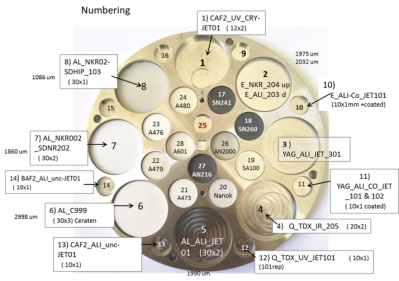 Numbering
1) CAF2_UV_CRY-
JET01 (12x2)
16
9
1975 um
2032 um
8) AL_NKR02-
SDHIP_103
(30x1)
1086 um
1
2
E_NKR_204 up
E_ALI_203 d
10)
E_ALI-Co_JET101
(10x1mm +coated)
8
24
A480
17
SN241
10
15
23
A476
25
18
SN260
7) AL_NKR002
_SDNR202
(30x2)
1860 um
7
28
A601
26
AN2000
3 )
YAG_ALI_JET_301
22
A479
27
AN216
19
SA100
14) BAF2_ALI_unc-JET01
(10x1)
14
11
11)
YAG_ALI_CO_JET
_101 & 102
(10x1 coated)
21
A473
20
Nanok
6) AL_C999
(30x3) Ceraten
6
2998 um
4
4) Q_TDX_IR_205 (20x2)
5
AL_ALI_JET
01 (30x2)
13) CAF2_ALI_unc-
JET01
(10x1)
13
12
12) Q_TDX_UV_JET101 (10x1)
(101rep)
1990 um